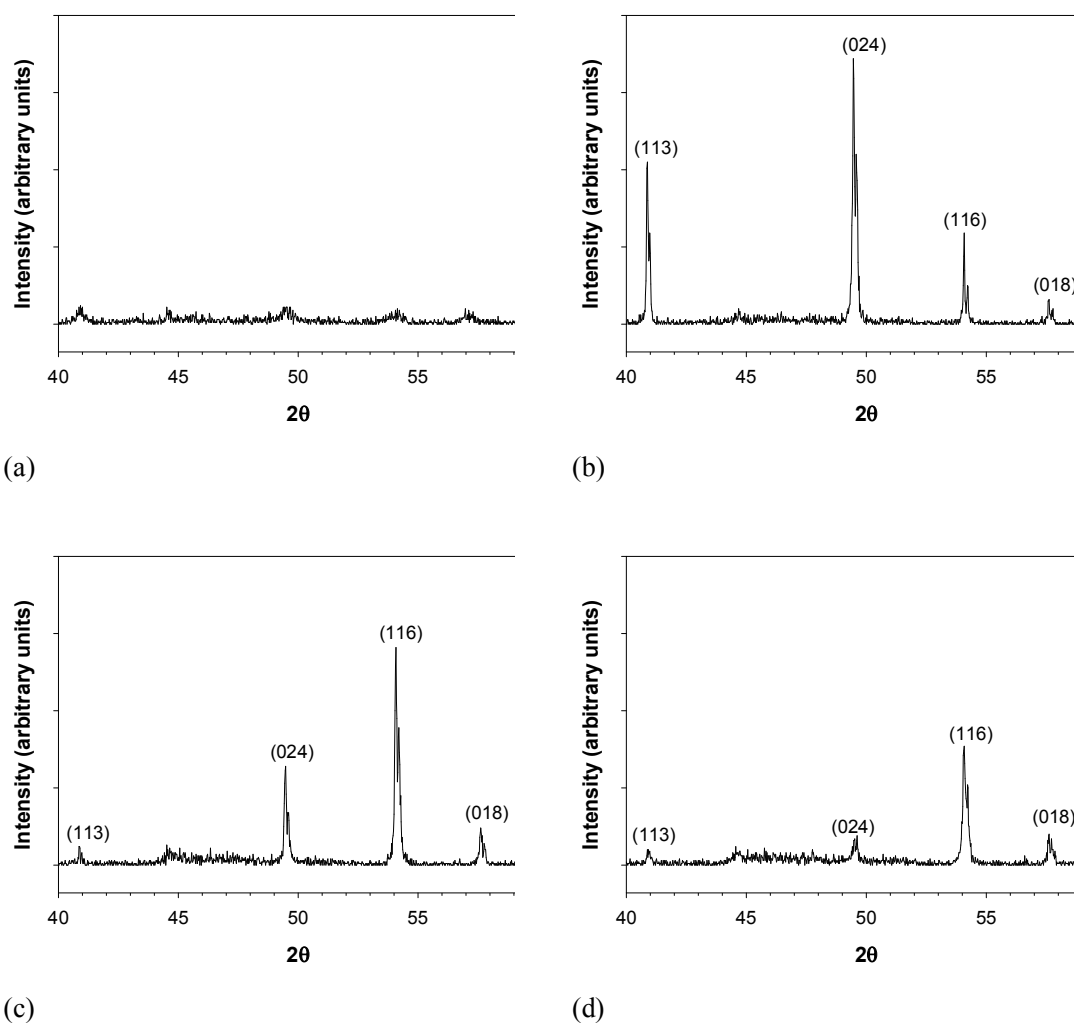 Intensity (arbitrary units)
40 45 50 55
2θ
(a)
Intensity (arbitrary units)
(024)
(113)
(116)
(018)
40 45 50 55
2θ
(b)
Intensity (arbitrary units)
(116)
(024)
(113)
(018)
40 45 50 55
2θ
(c)
Intensity (arbitrary units)
(116)
(113)
(024)
(018)
40 45 50 55
2θ
(d)